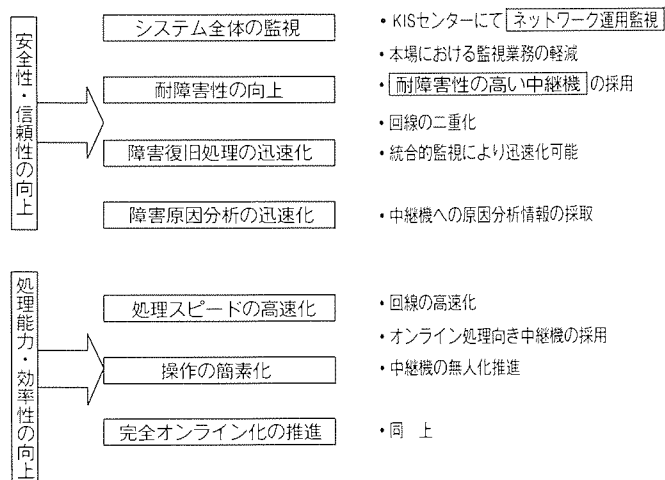 安全性・信頼性の向上
システム全体の監視
・KISセンターにてネットワーク運用監視
・本場における監視業務の軽減
耐障害性の向上
・耐障害性の高い中継機の採用
・回線の二重化
障害復旧処理の迅速化
・統合的監視により迅速化可能
障害原因分析の迅速化
・中継機への原因分析情報の採取
処理能力・効率性の向上
処理スピードの高速化
・回線の高速化
・オンライン処理向き中継機の採用
操作の簡素化
・中継機の無人化推進
完全オンライン化の推進
・同　上